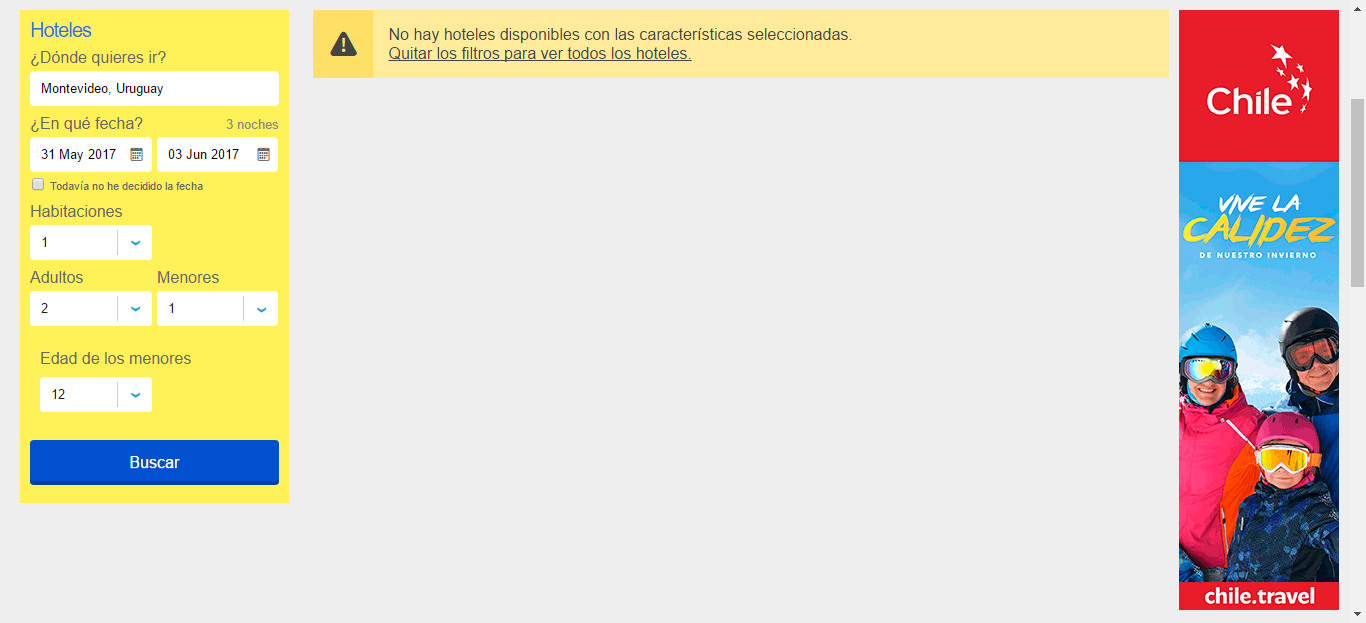 Hoteles
¿Dónde quieres ir?
Montevideo, Uruguay
¿En qué fecha? 3 noches
31 May 2017 03 Jun 2017
Todavía no he decidido la fecha
Habitaciones
1
Adultos Menores
2 1
Edad de los menores
12
Buscar
No hay hoteles disponibles con las características seleccionadas.
Quitar los filtros para ver todos los hoteles.
Chile
VIVE LA
CALIDEZ
DE NUESTRO INVIERNO
chile.travel